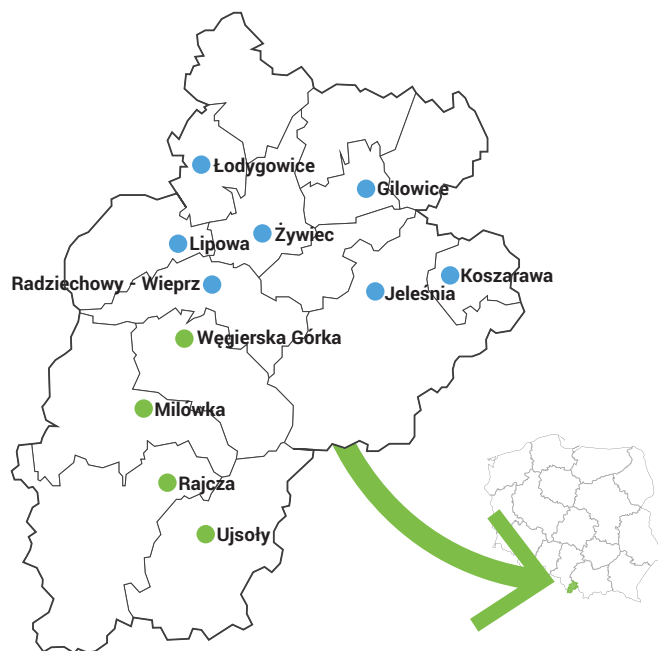 Łodygowice
Gilowice
Żywiec
Lipowa
Koszarawa
Radziechowy - Wieprz
Jeleśnia
Węgierska Górka
Milówka
Rajcza
Ujsoły